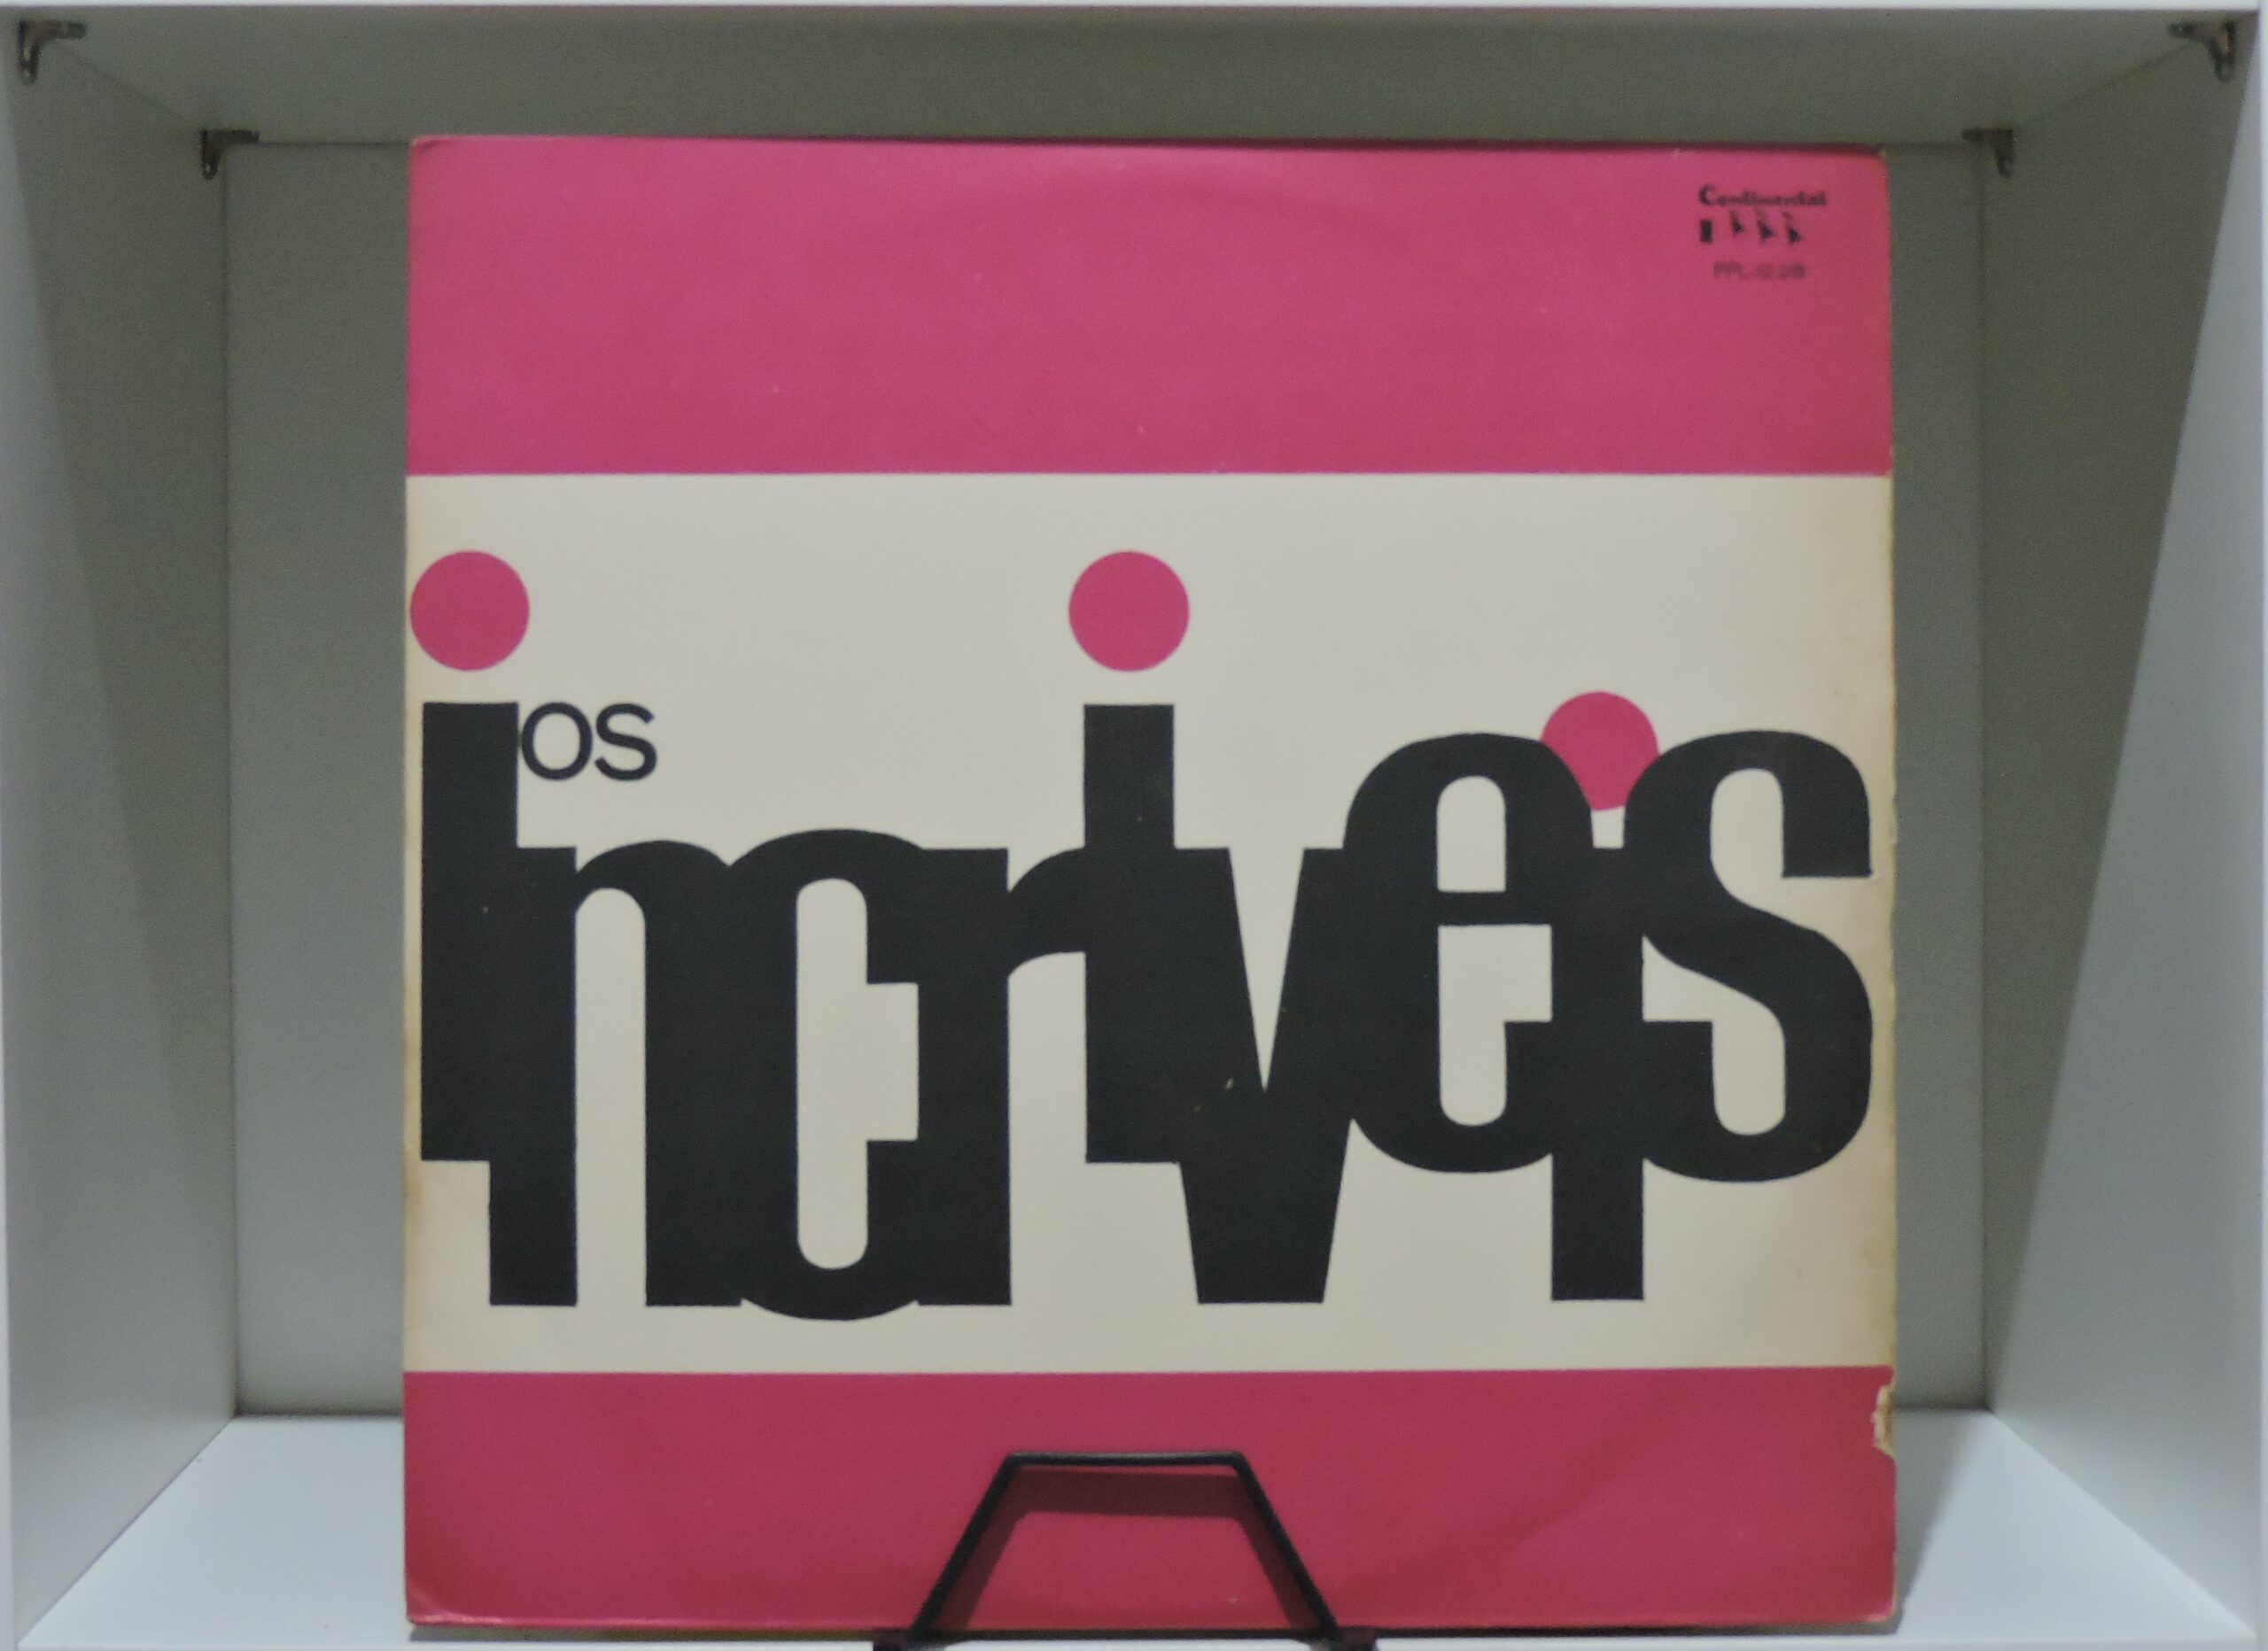 Continental
os
incriveis